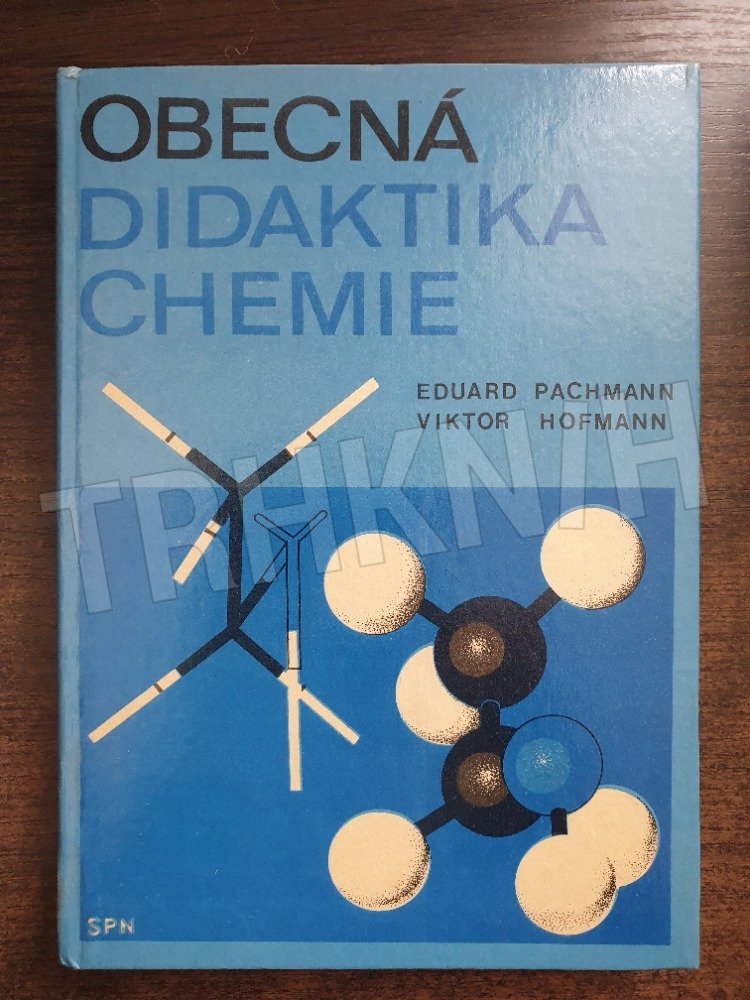 OBECNÁ
DIDAKTIKA
CHEMIE
EDUARD PACHMANN
VIKTOR HOFMANN
TRHKNIH
SPN